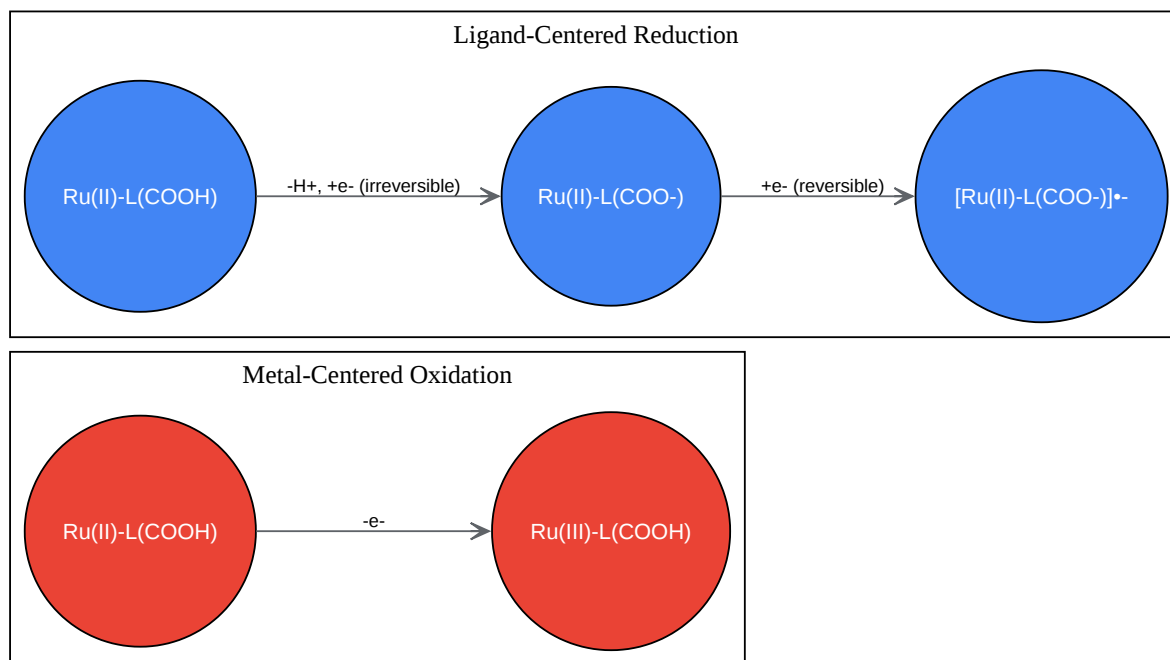 Ligand-Centered Reduction
Ru(II)-L(COOH)
-H+, +e- (irreversible)
Ru(II)-L(COO-)
+e- (reversible)
[Ru(II)-L(COO-)]•-
Metal-Centered Oxidation
Ru(II)-L(COOH)
-e-
Ru(III)-L(COOH)